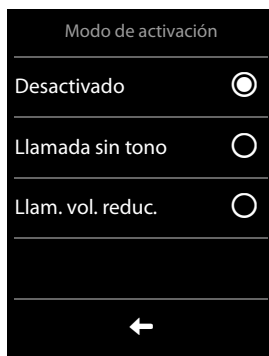 Modo de activación
Desactivado
Llamada sin tono
Llam. vol. reduc.